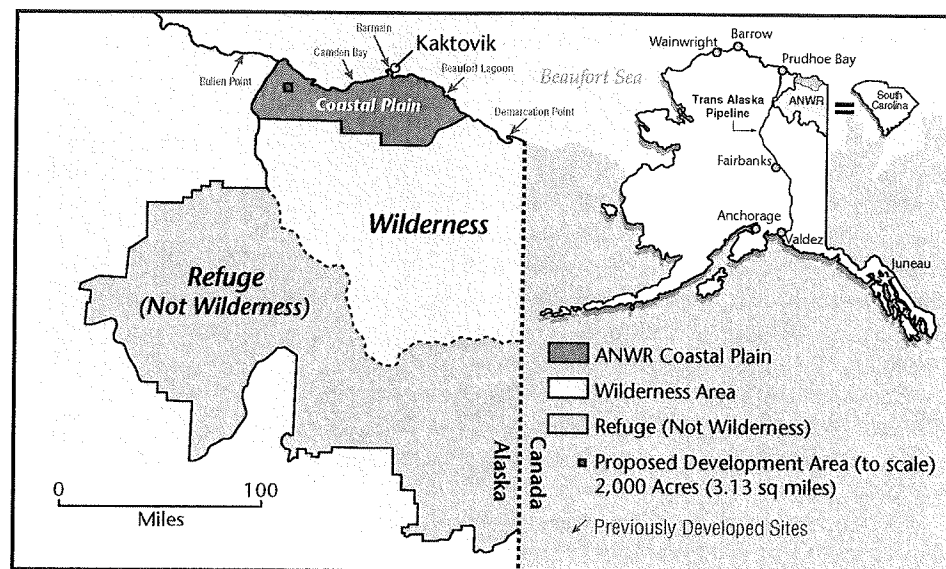 Barmain
Camden Bay
Kaktovik
Bullen Point
Beaufort Lagoon
Coastal Plain
Demarcation Point
Wilderness
Refuge
(Not Wilderness)
Alaska
Canada
0
100
Miles
Beaufort Sea
Barrow
Wainwright
Prudhoe Bay
ANWR
=
South
Carolina
Trans Alaska
Pipeline
Fairbanks
Anchorage
Valdez
Juneau
ANWR Coastal Plain
Wilderness Area
Refuge (Not Wilderness)
Proposed Development Area (to scale)
2,000 Acres (3.13 sq miles)
Previously Developed Sites